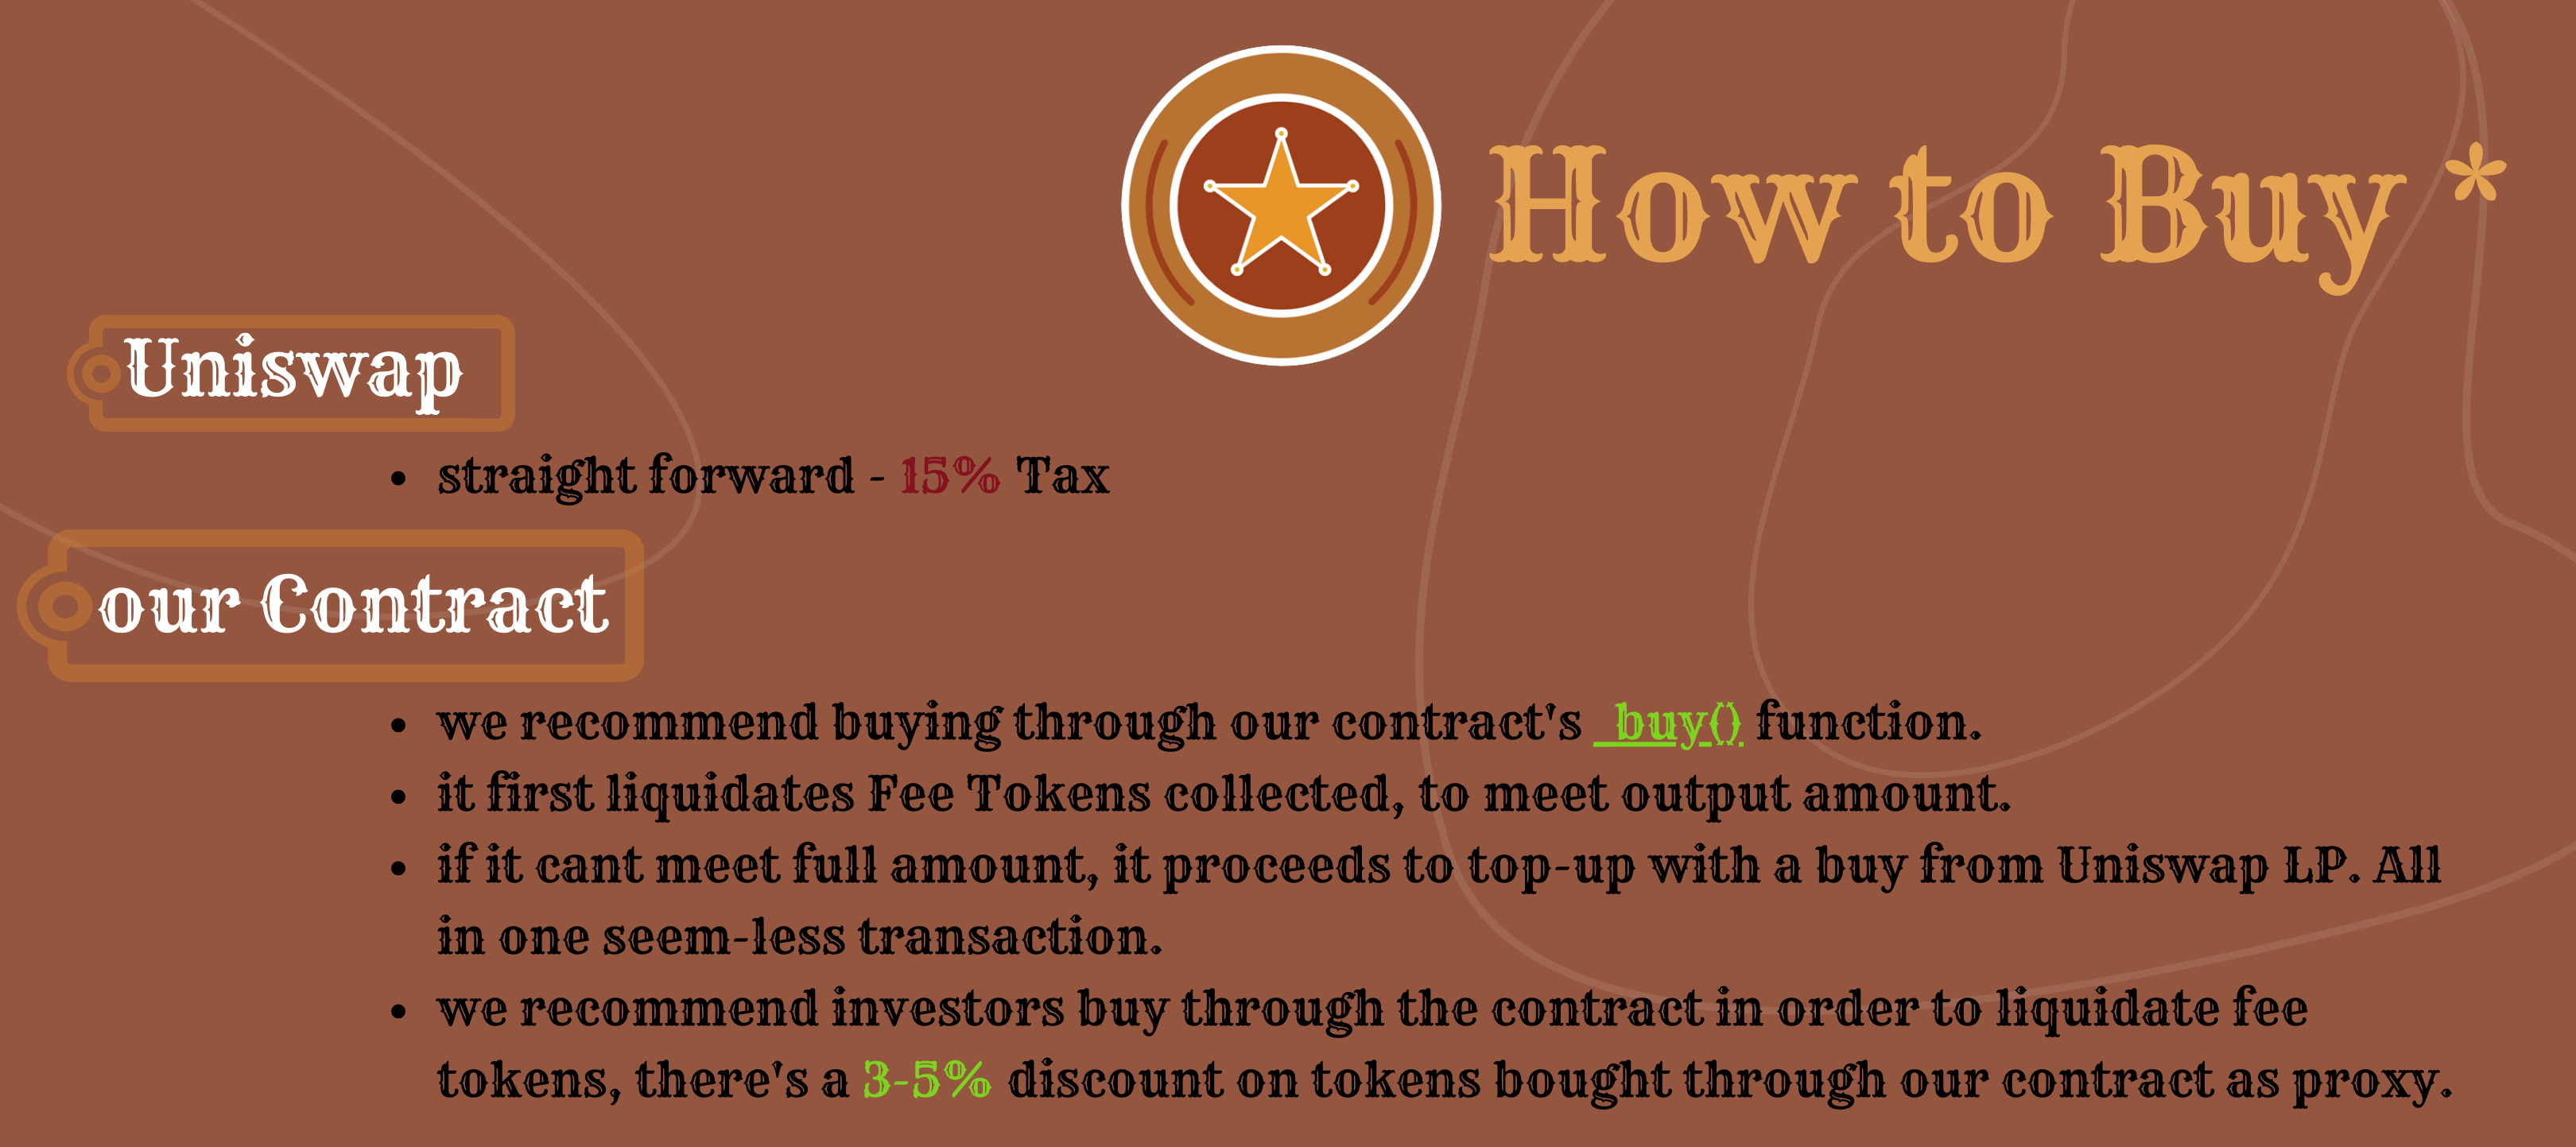 How to Buy *
Uniswap
• straight forward - 15% Tax
our Contract
• we recommend buying through our contract's  buy() function.
• it first liquidates Fee Tokens collected, to meet output amount.
• if it cant meet full amount, it proceeds to top-up with a buy from Uniswap LP. All
in one seem-less transaction.
• we recommend investors buy through the contract in order to liquidate fee
tokens, there's a 3-5% discount on tokens bought through our contract as proxy.